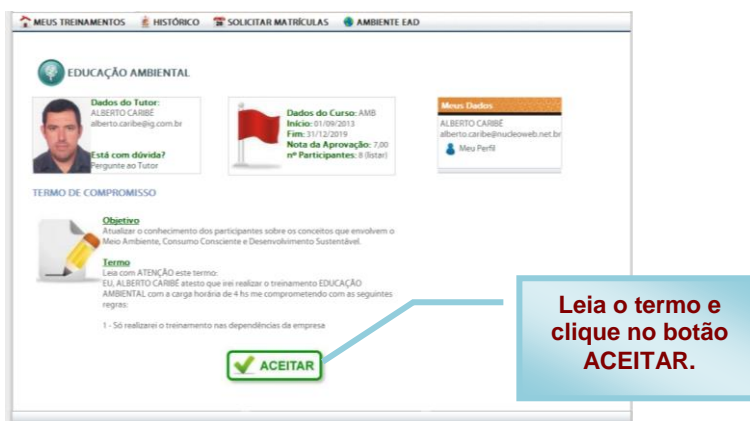 MEUS TREINAMENTOS HISTÓRICO SOLICITAR MATRÍCULAS AMBIENTE EAD
EDUCAÇÃO AMBIENTAL
Dados do Tutor:
ALBERTO CARIBÉ
alberto.caribe@ig.com.br
Está com dúvida?
Pergunte ao Tutor
Dados do Curso: AMB
Início: 01/09/2013
Fim: 31/12/2019
Nota da Aprovação: 7,00
nº Participantes: 8 (listar)
Meus Dados
ALBERTO CARIBÉ
alberto.caribe@nucleoweb.net.br
Meu Perfil
TERMO DE COMPROMISSO
Objetivo
Atualizar o conhecimento dos participantes sobre os conceitos que envolvem o
Meio Ambiente, Consumo Consciente e Desenvolvimento Sustentável.
Termo
Leia com ATENÇÃO este termo:
EU, ALBERTO CARIBÉ atesto que irei realizar o treinamento EDUCAÇÃO
AMBIENTAL com a carga horária de 4 hs me comprometendo com as seguintes
regras:
1 - Só realizarei o treinamento nas dependências da empresa
ACEITAR
Leia o termo e
clique no botão
ACEITAR.